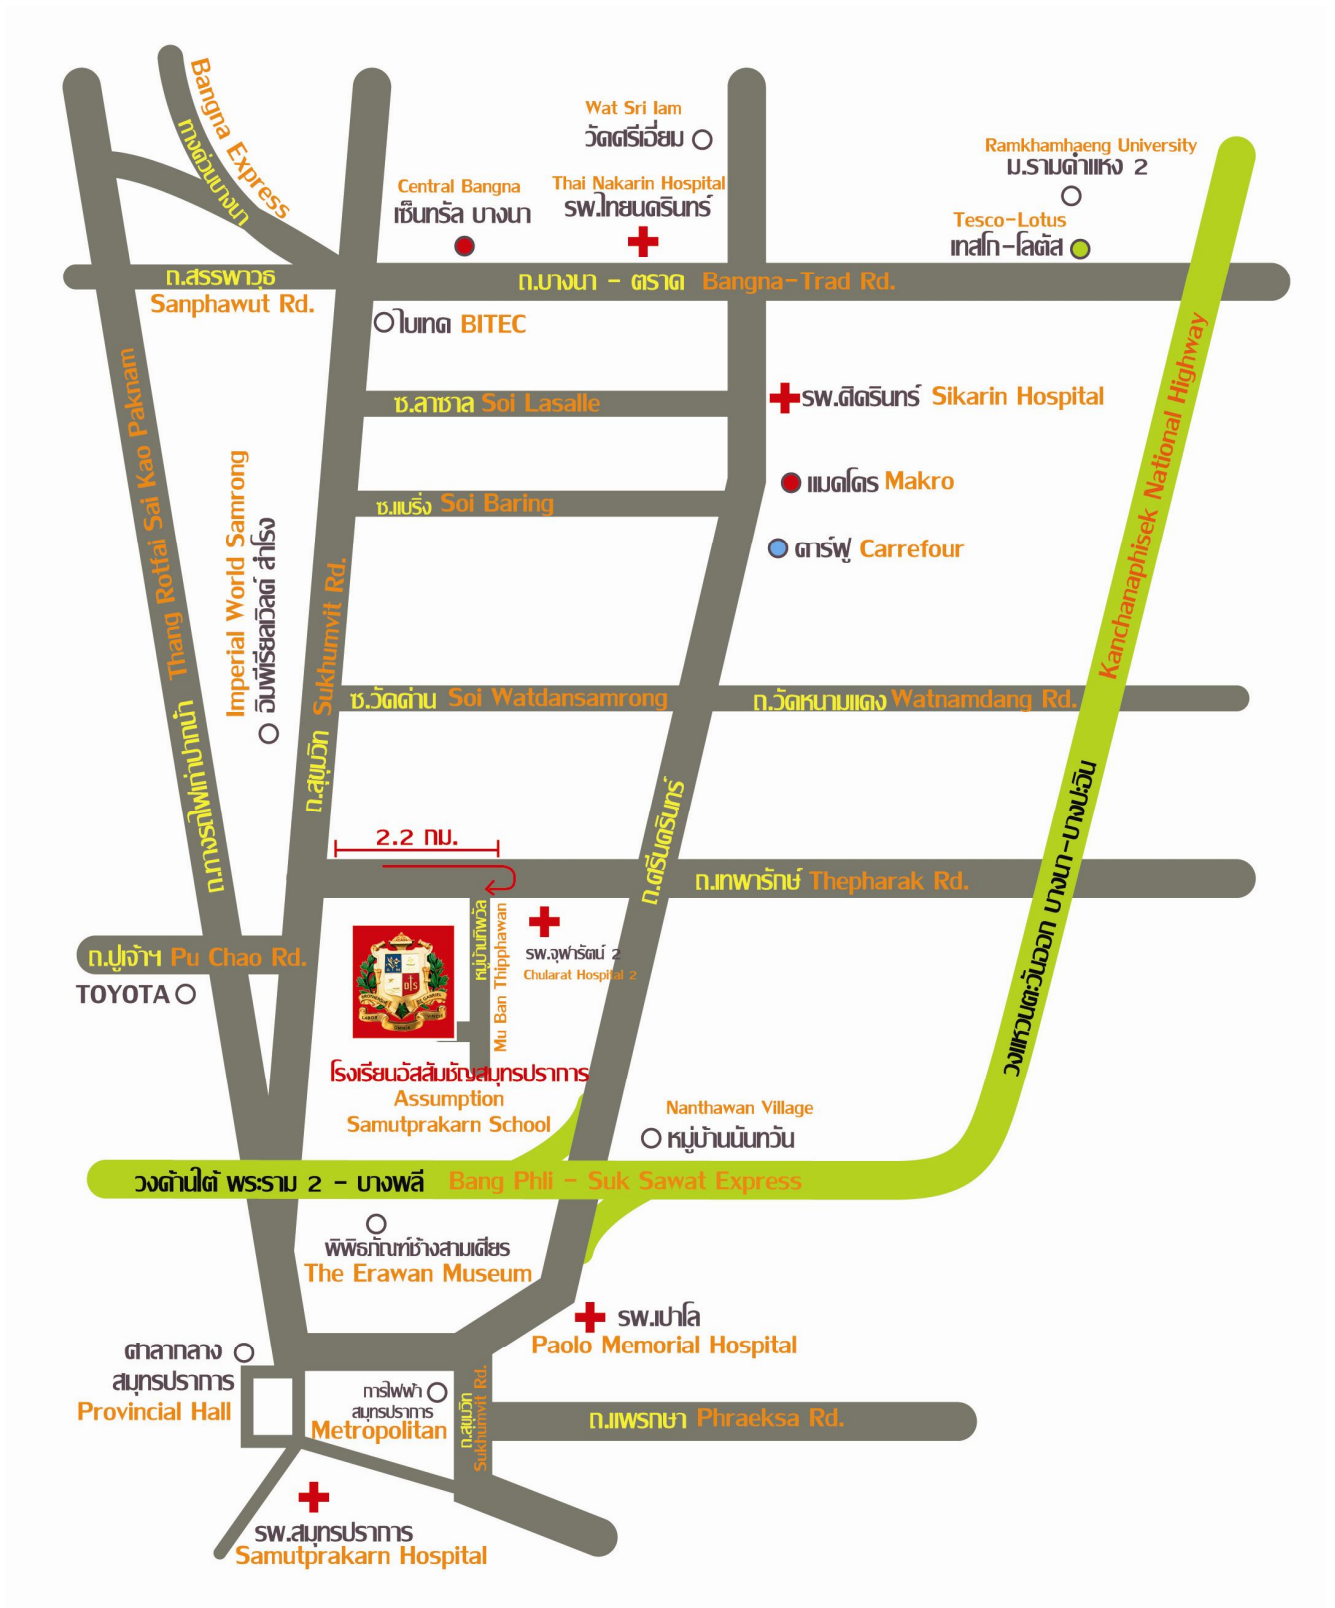 Bangna Express
ทางด่วนบางนา
Wat Sri Iam
วัดศรีเอี่ยม
Ramkhamhaeng University
ม.รามคำแหง 2
Central Bangna
เซ็นทรัล บางนา
Thai Nakarin Hospital
รพ.ไทยนครินทร์
Tesco-Lotus
เทสโก-โลตัส
ถ.สรรพาวุธ
Sanphawut Rd.
ถ.บางนา - ตราด Bangna-Trad Rd.
ไบเทค BITEC
ซ.ลาซาล Soi Lasalle
รพ.ศิครินทร์ Sikarin Hospital
แมคโคร Makro
ซ.แบริ่ง Soi Baring
คาร์ฟู Carrefour
ถ.ทางรถไฟเก่าปากน้ำ Thang Rotfai Sai Kao Paknam
Imperial World Samrong
อิมพีเรียลเวิลด์ สำโรง
ถ.สุขุมวิท Sukhumvit Rd.
Kanchanaphisek National Highway
วงแหวนตะวันออก บางนา-บางปะอิน
ซ.วัดด่าน Soi Watdansamrong
ถ.วัดหนามแดง Watnamdang Rd.
ถ.ศรีนครินทร์
2.2 กม.
ถ.เทพารักษ์ Thepharak Rd.
หมู่บ้านทิพวัล
Mu Ban Thipphawan
รพ.จุฬารัตน์ 2
Chularat Hospital 2
ถ.ปู่เจ้าฯ Pu Chao Rd.
TOYOTA
D S
LABOR
OMNIA
VINCIT
โรงเรียนอัสสัมชัญสมุทรปราการ
Assumption
Samutprakarn School
Nanthawan Village
หมู่บ้านนันทวัน
วงด้านใต้ พระราม 2 - บางพลี Bang Phli - Suk Sawat Express
พิพิธภัณฑ์ช้างสามเศียร
The Erawan Museum
รพ.เปาโล
Paolo Memorial Hospital
ศาลากลาง
สมุทรปราการ
Provincial Hall
การไฟฟ้า
สมุทรปราการ
Metropolitan
ถ.สุขุมวิท
Sukhumvit Rd.
ถ.แพรกษา Phraeksa Rd.
รพ.สมุทรปราการ
Samutprakarn Hospital